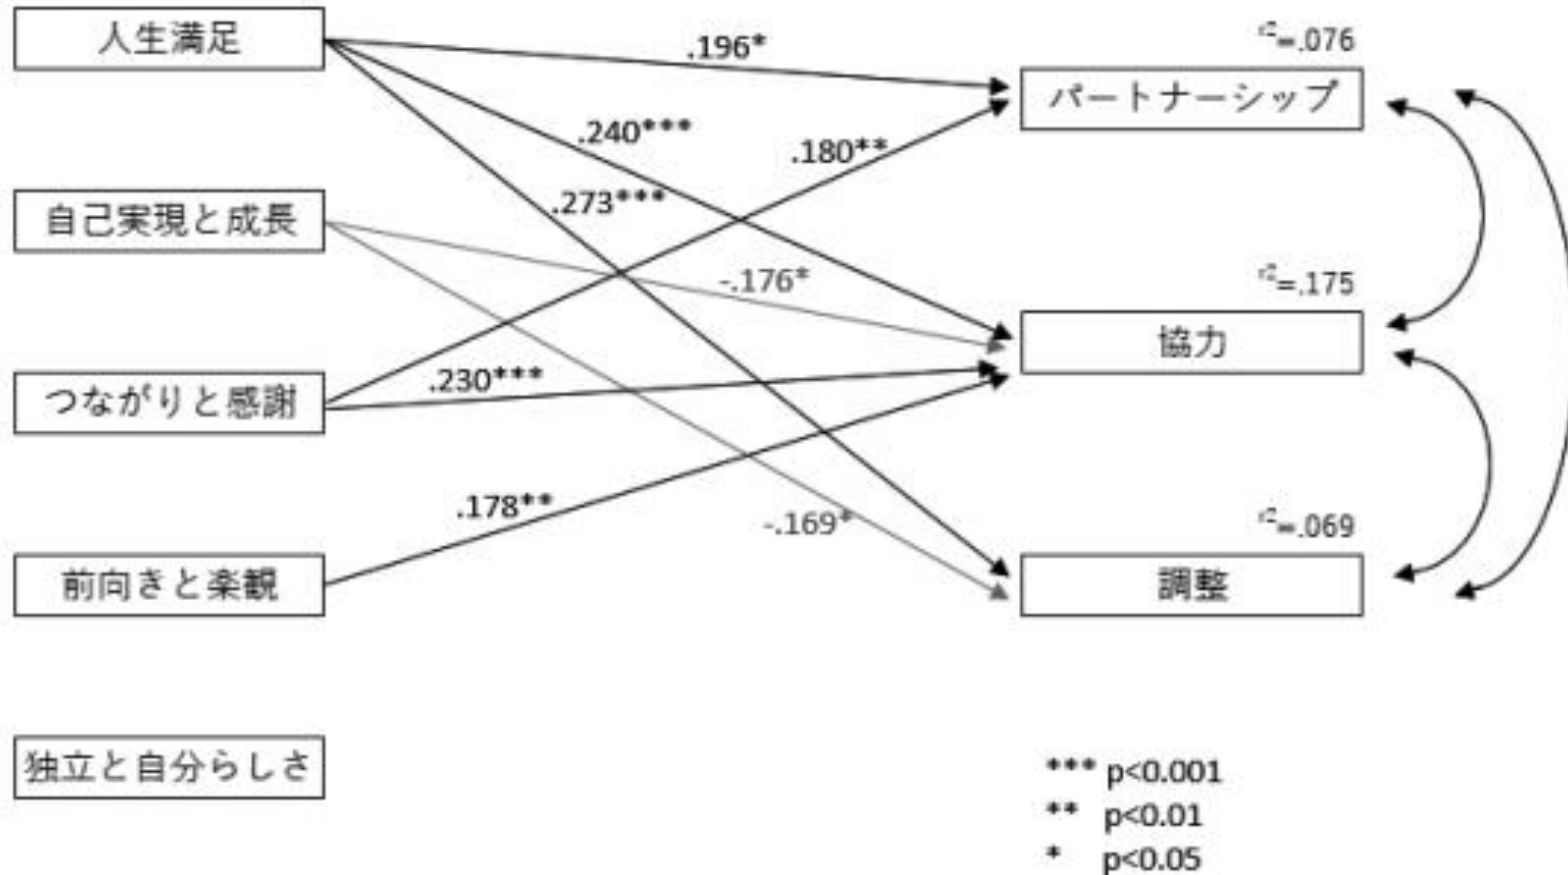 人生満足
.196*
r²=.076
パートナーシップ
.240***
.180**
.273***
自己実現と成長
-.176*
r²=.175
協力
つながりと感謝
.230***
.178**
-.169*
r²=.069
前向きと楽観
調整
独立と自分らしさ
*** p<0.001
** p<0.01
* p<0.05